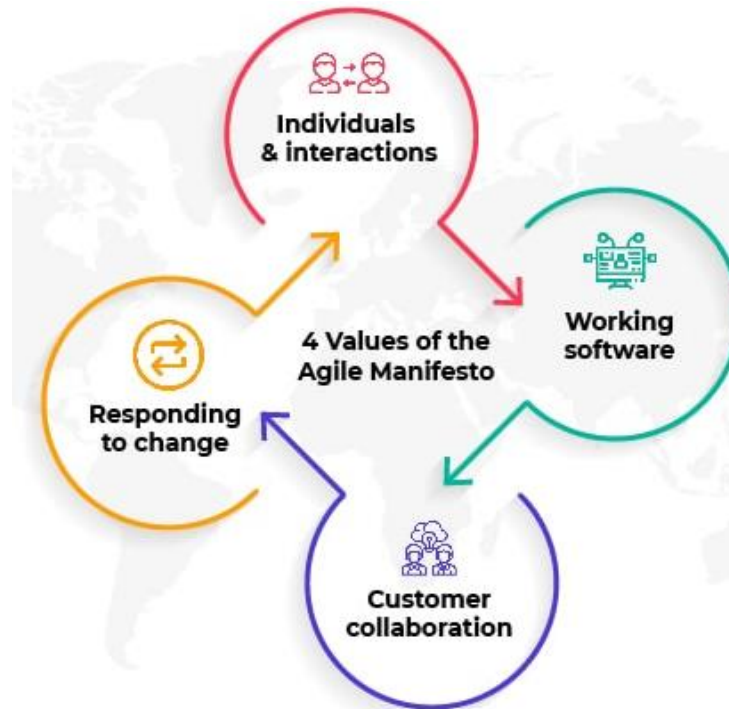 Individuals
& interactions
Working
software
4 Values of the
Agile Manifesto
Responding
to change
Customer
collaboration